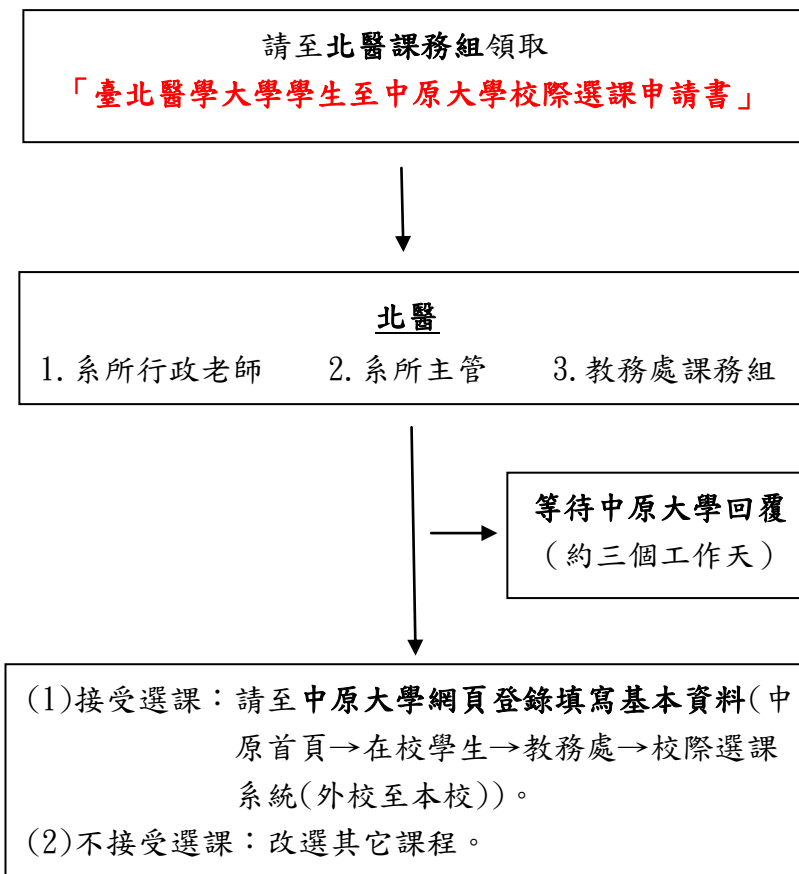 請至北醫課務組領取
「臺北醫學大學學生至中原大學校際選課申請書」
北醫
1.系所行政老師 2.系所主管 3.教務處課務組
等待中原大學回覆
（約三個工作天）
(1)接受選課：請至中原大學網頁登錄填寫基本資料(中
原首頁→在校學生→教務處→校際選課
系統(外校至本校))。
(2)不接受選課：改選其它課程。